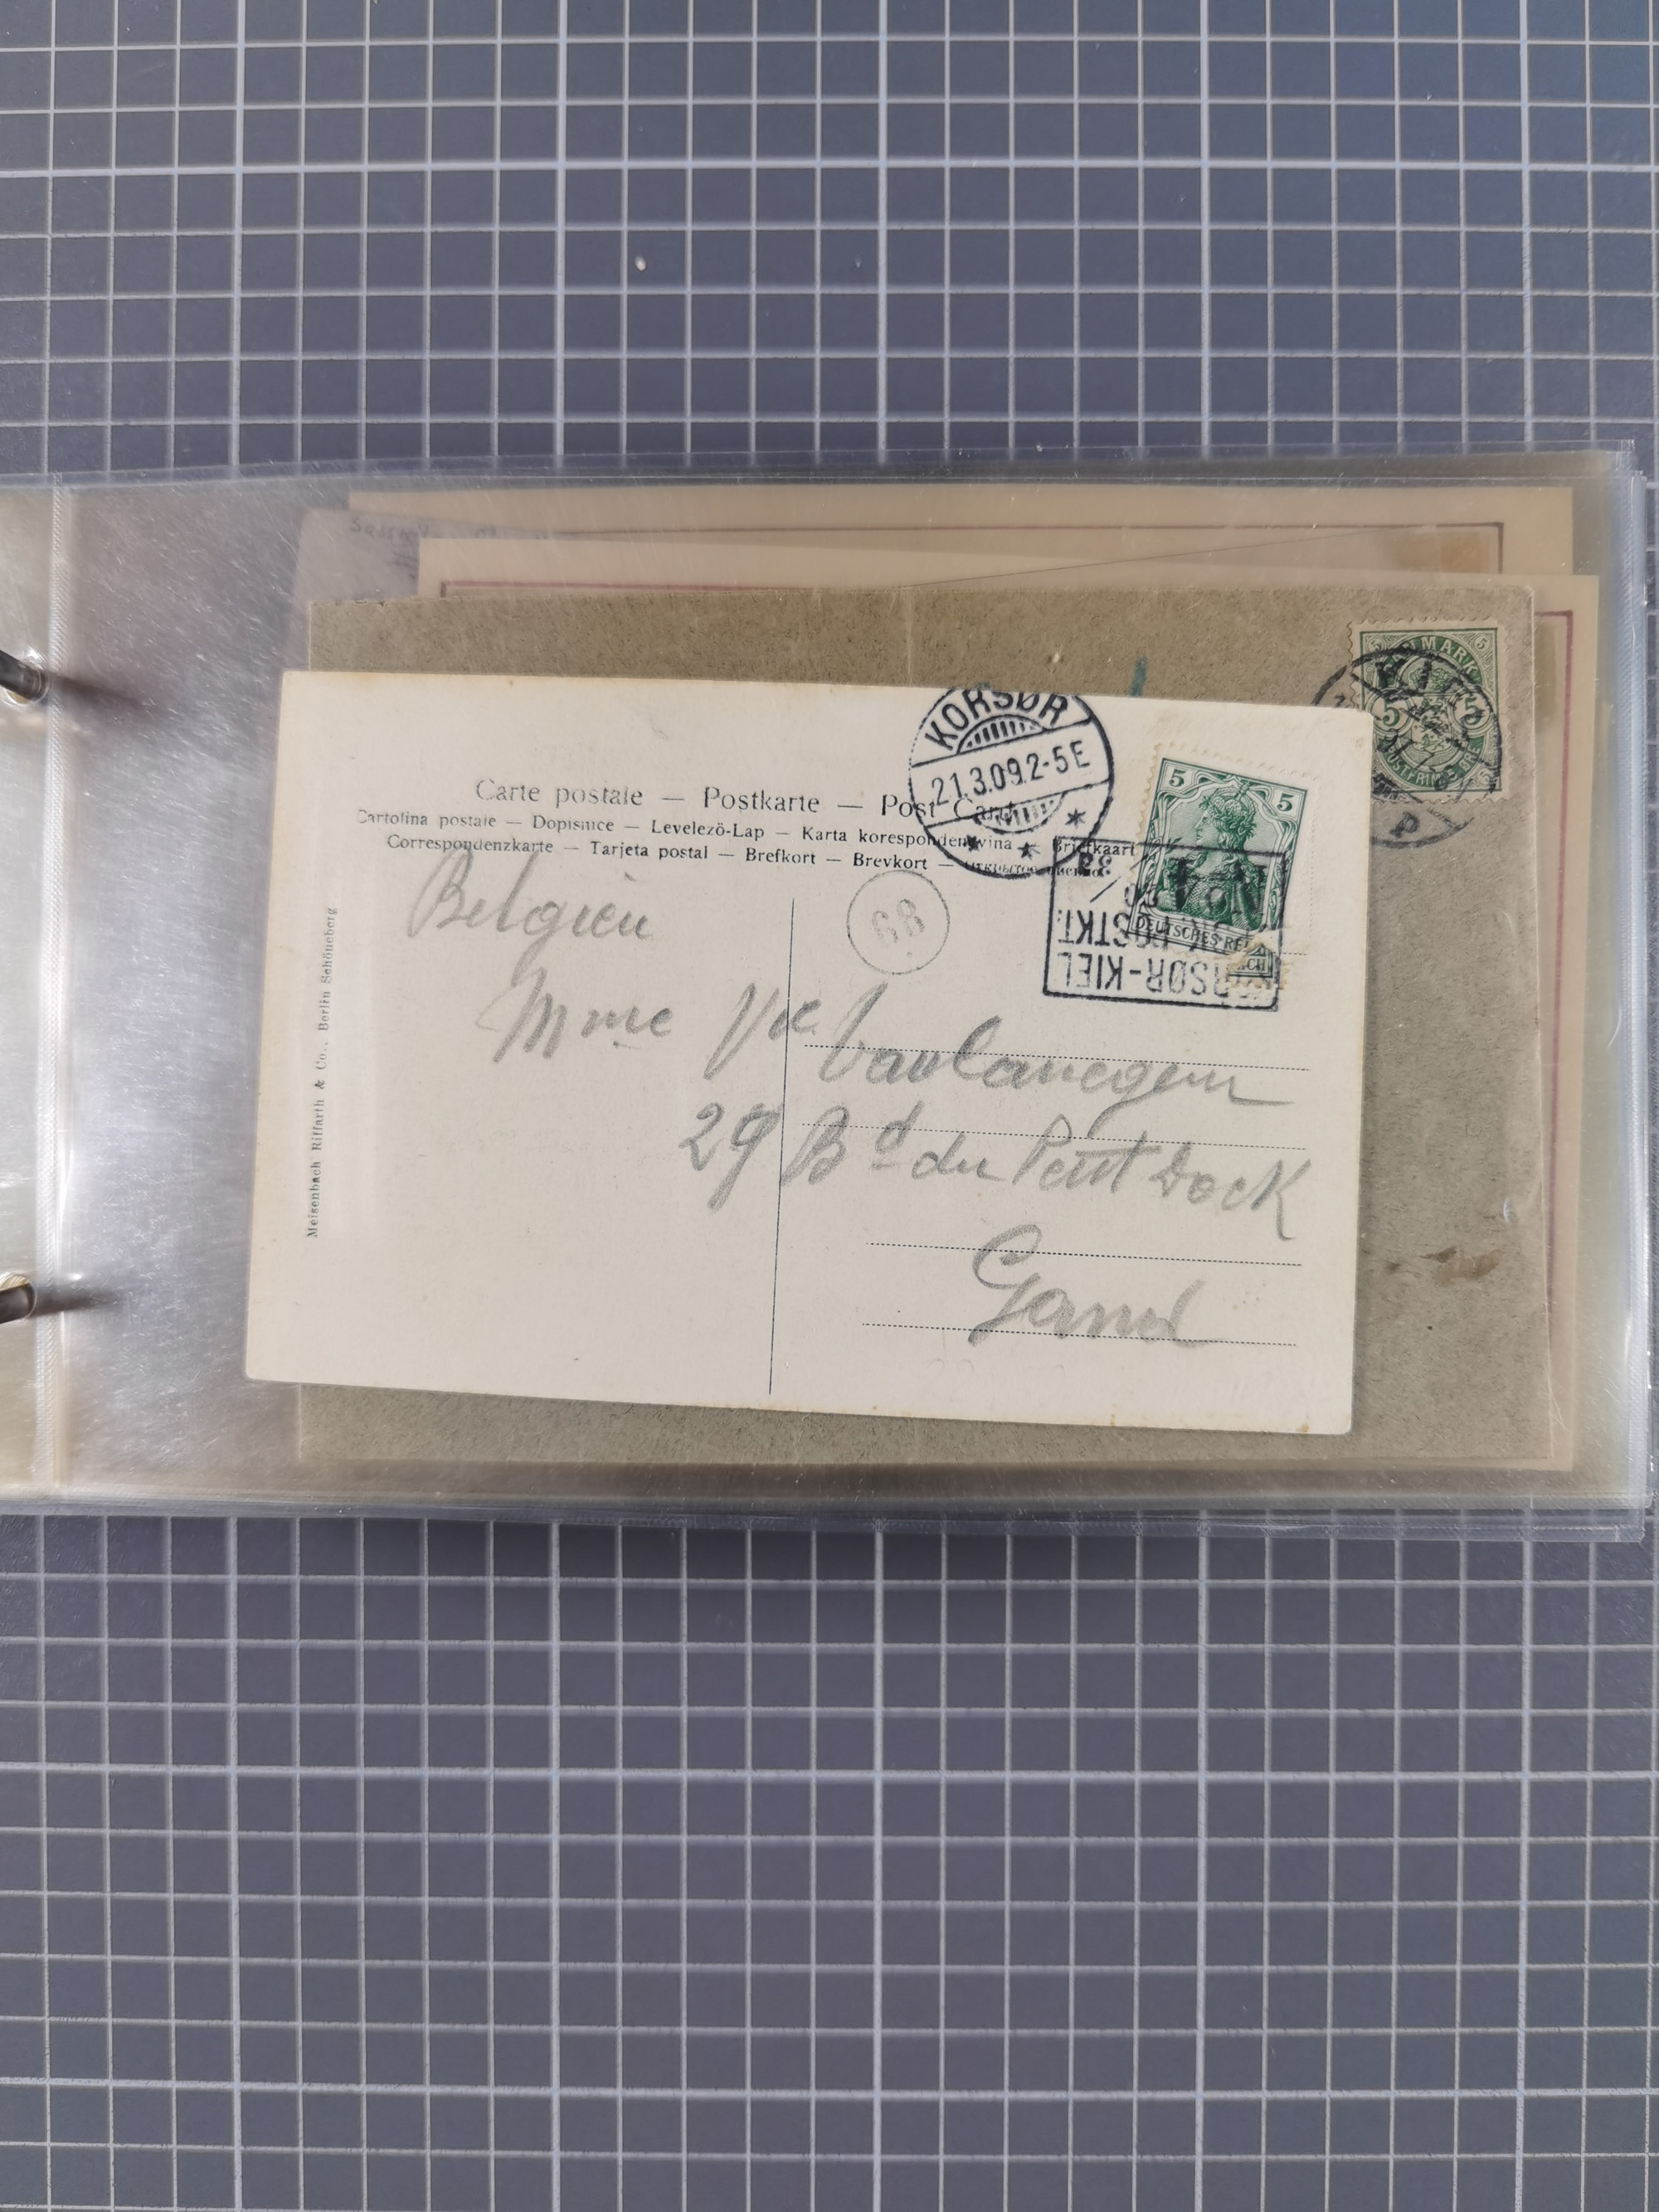 KORSØR
21.3.09.2-5E
5 5
DEUTSCHES REICH
KORSØR-KIEL
POSTKT.
DANMARK
5 5
P
Carte postale — Postkarte — Post Card
Cartolina postale — Dopisnice — Levelező-Lap — Karta korespondencyjna — Briefkaart
Correspondenzkarte — Tarjeta postal — Brefkort — Brevkort —
Belgien
68
Mme Vve
29 Bd du Petit Dock
Gand
Meisenbach Riffarth & Co., Berlin Schöneberg